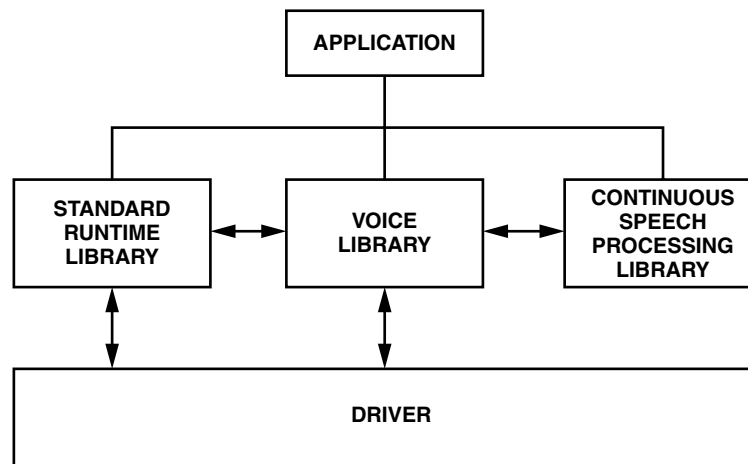 APPLICATION
STANDARD
RUNTIME
LIBRARY
VOICE
LIBRARY
CONTINUOUS
SPEECH
PROCESSING
LIBRARY
DRIVER